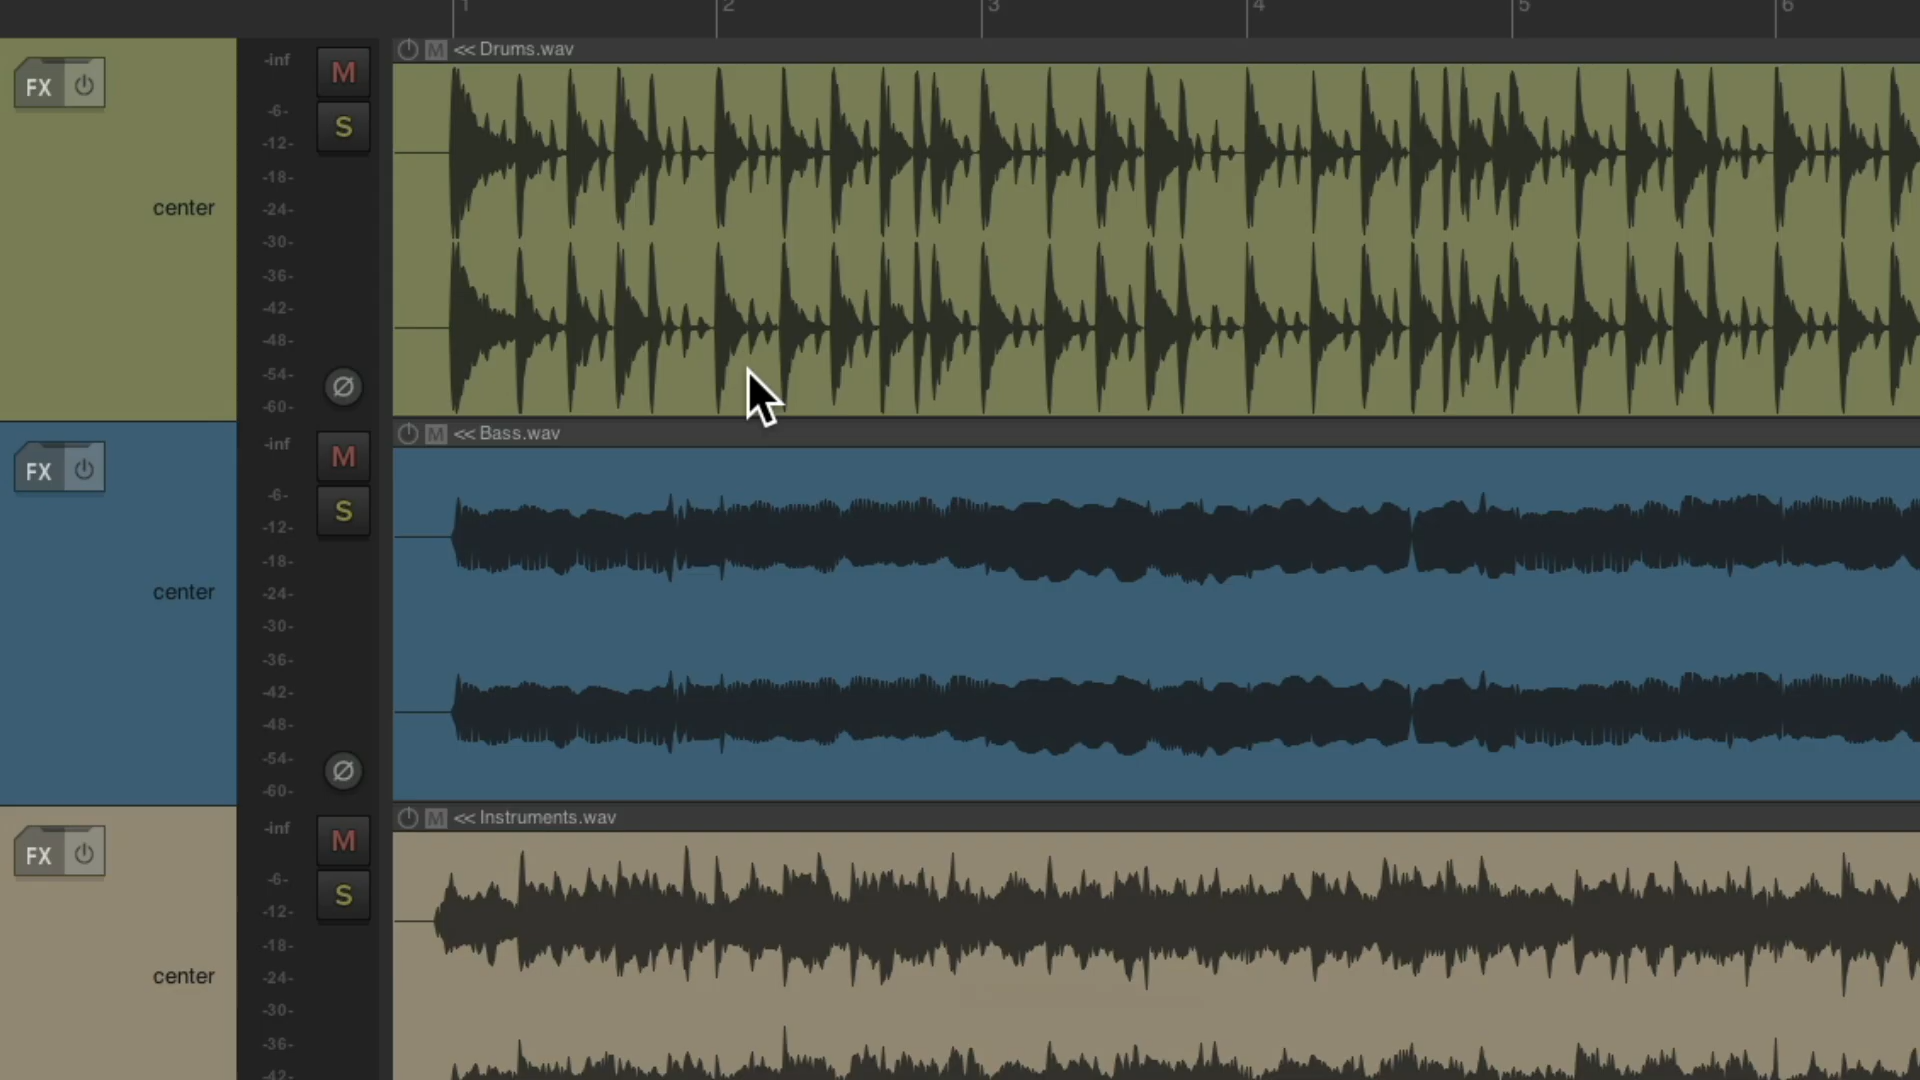 1 2 3 4 5 6
<< Drums.wav
M
FX
-inf
M
-6-
S
-12-
-18-
center
-24-
-30-
-36-
-42-
-48-
-54-
Ø
-60-
<< Bass.wav
M
FX
-inf
M
-6-
S
-12-
-18-
center
-24-
-30-
-36-
-42-
-48-
-54-
Ø
-60-
<< Instruments.wav
M
FX
-inf
M
-6-
S
-12-
-18-
center
-24-
-30-
-36-
-42-